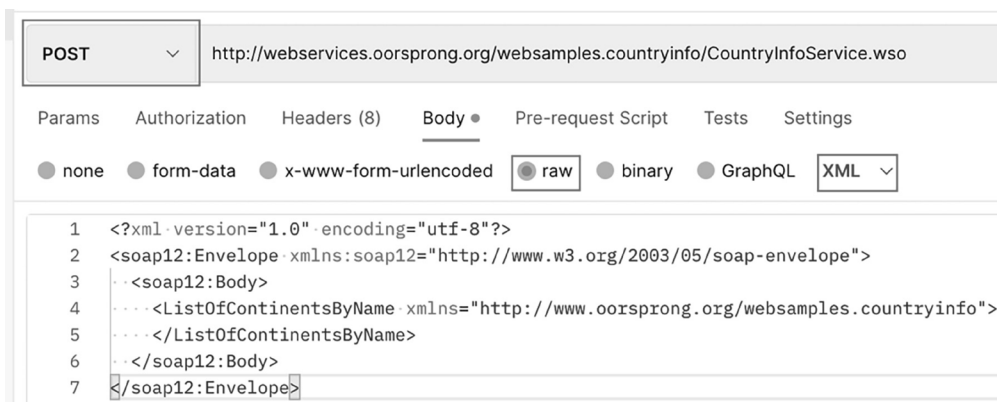 POST http://webservices.oorsprong.org/websamples.countryinfo/CountryInfoService.wso
Params Authorization Headers (8) Body Pre-request Script Tests Settings
none form-data x-www-form-urlencoded raw binary GraphQL XML
1 <?xml version="1.0" encoding="utf-8"?>
2 <soap12:Envelope xmlns:soap12="http://www.w3.org/2003/05/soap-envelope">
3 <soap12:Body>
4 <ListOfContinentsByName xmlns="http://www.oorsprong.org/websamples.countryinfo">
5 </ListOfContinentsByName>
6 </soap12:Body>
7 </soap12:Envelope>